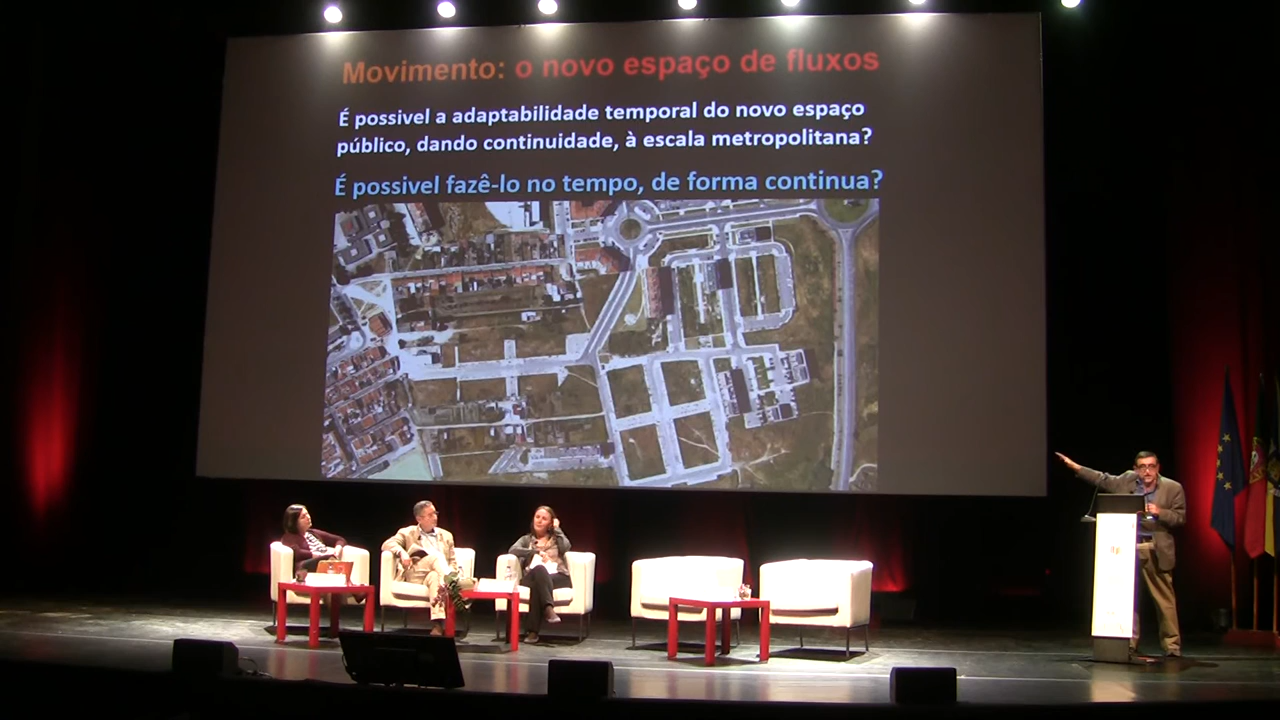 Movimento: o novo espaço de fluxos
É possivel a adaptabilidade temporal do novo espaço
público, dando continuidade, à escala metropolitana?
É possivel fazê-lo no tempo, de forma continua?